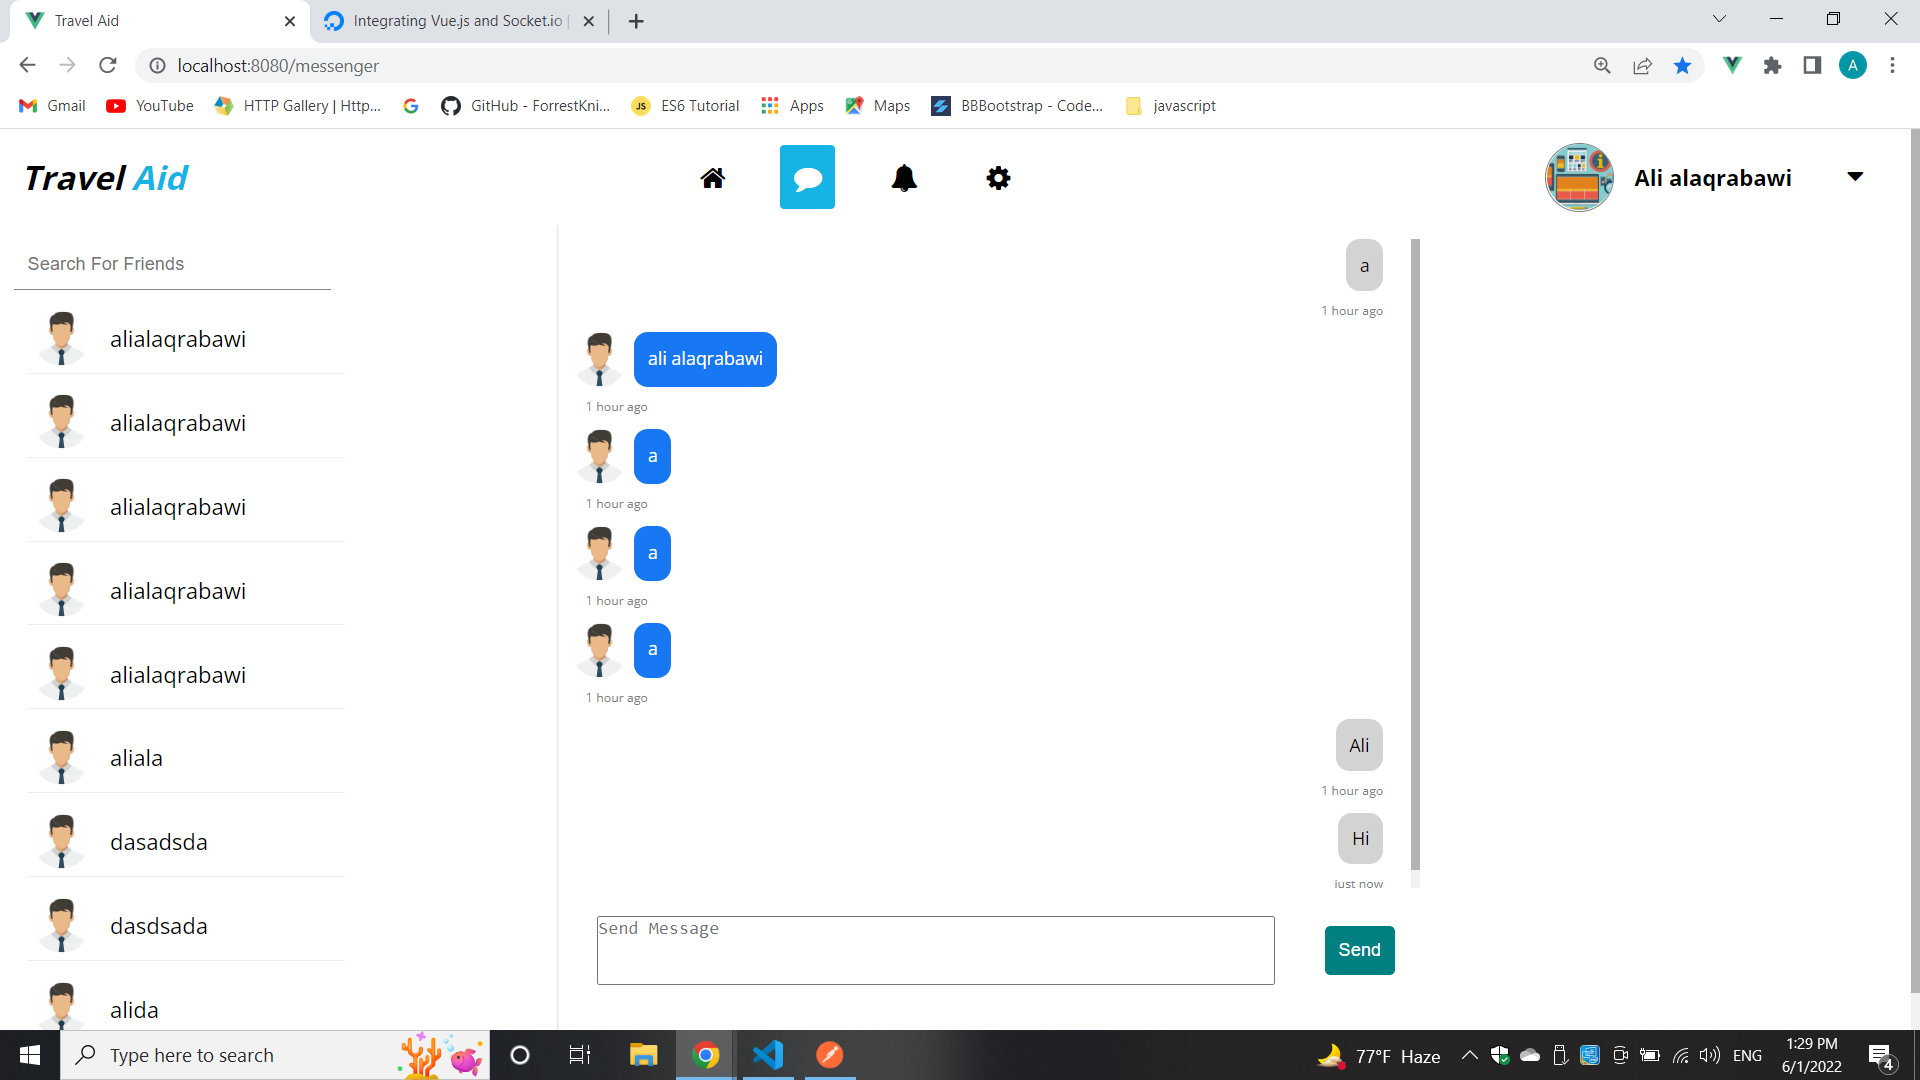 Travel Aid
Integrating Vue.js and Socket.io |
localhost:8080/messenger
A
Gmail
YouTube
HTTP Gallery | Http...
GitHub - ForrestKni...
JS
ES6 Tutorial
Apps
Maps
BBBootstrap - Code...
javascript
Travel Aid
Ali alaqrabawi
Search For Friends
alialaqrabawi
alialaqrabawi
alialaqrabawi
alialaqrabawi
alialaqrabawi
aliala
dasadsda
dasdsada
alida
a
1 hour ago
ali alaqrabawi
1 hour ago
a
1 hour ago
a
1 hour ago
a
1 hour ago
Ali
1 hour ago
Hi
just now
Send Message
Send
Type here to search
77°F Haze
ENG
1:29 PM
6/1/2022
4